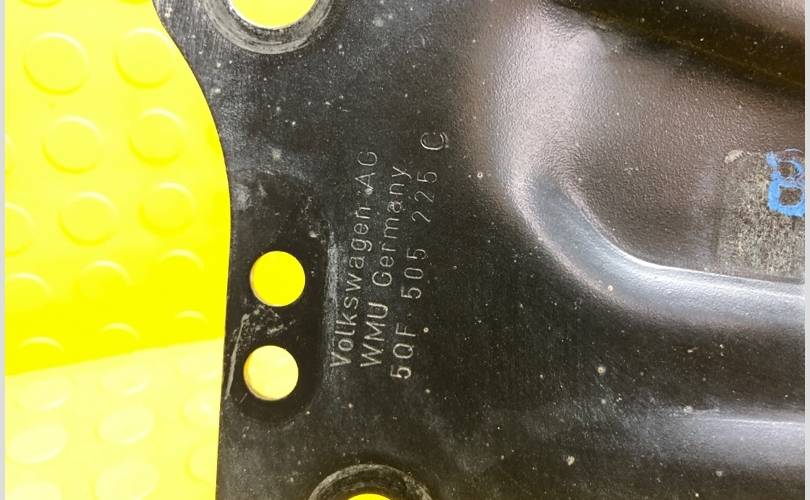 Volkswagen AG
WMU Germany
5QF 505 225 C